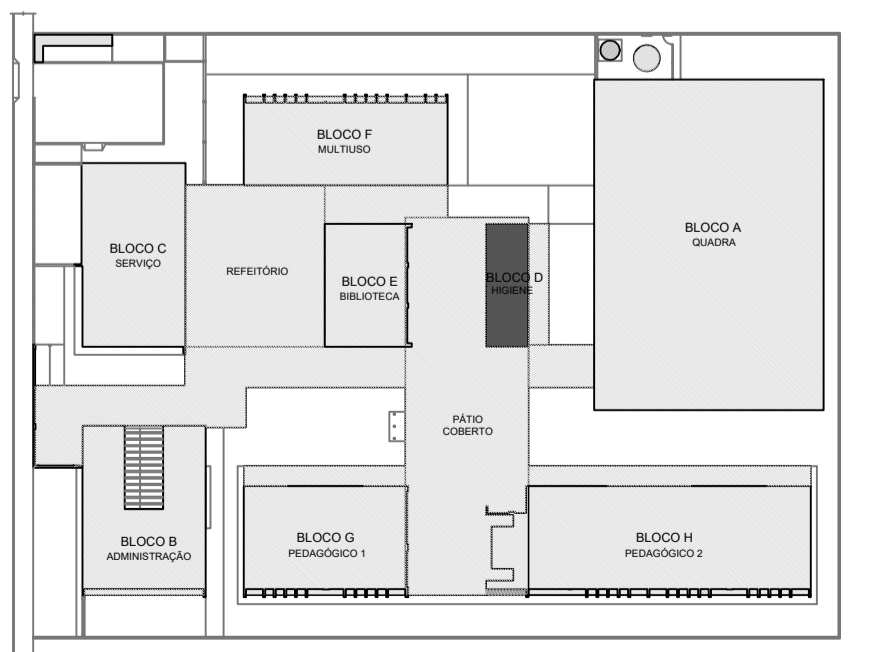 BLOCO F
MULTIUSO
BLOCO A
QUADRA
BLOCO C
SERVIÇO
REFEITÓRIO
BLOCO E
BIBLIOTECA
BLOCO D
HIGIENE
PÁTIO
COBERTO
BLOCO B
ADMINISTRAÇÃO
BLOCO G
PEDAGÓGICO 1
BLOCO H
PEDAGÓGICO 2